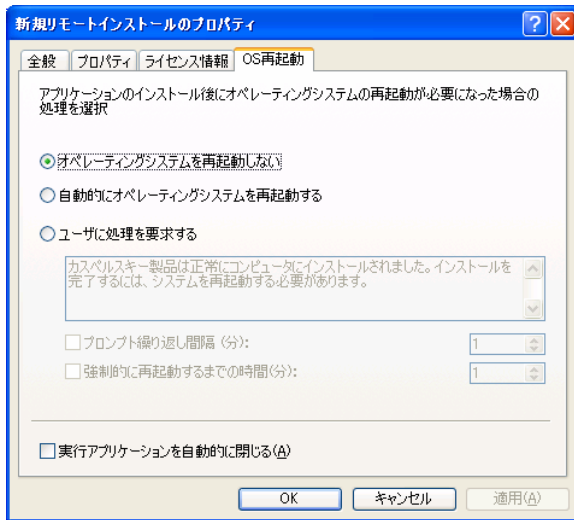 新規リモートインストールのプロパティ
全般 プロパティ ライセンス情報 OS再起動
アプリケーションのインストール後にオペレーティングシステムの再起動が必要になった場合の
処理を選択
オペレーティングシステムを再起動しない
自動的にオペレーティングシステムを再起動する
ユーザに処理を要求する
カスペルスキー製品は正常にコンピュータにインストールされました。インストールを
完了するには、システムを再起動する必要があります。
プロンプト繰り返し間隔(分): 1
強制的に再起動するまでの時間(分): 1
実行アプリケーションを自動的に閉じる(A)
OK キャンセル 適用(A)